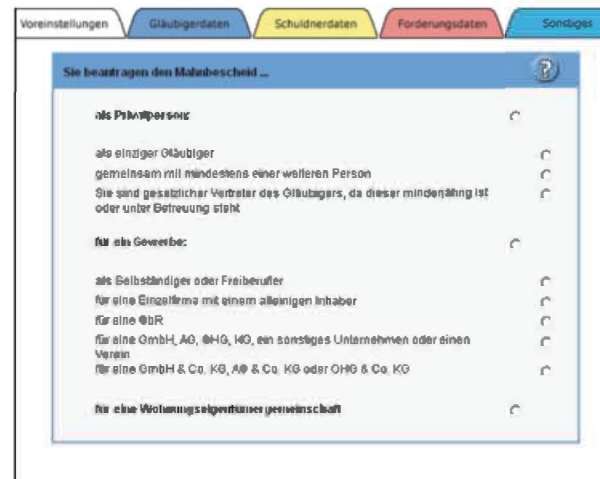 Voreinstellungen Gläubigerdaten Schuldnerdaten Forderungsdaten Sonstiges
Sie beantragen den Mahnbescheid ...
?
als Privatperson:
als einziger Gläubiger
gemeinsam mit mindestens einer weiteren Person
Sie sind gesetzlicher Vertreter des Gläubigers, da dieser minderjährig ist
oder unter Betreuung steht
für ein Gewerbe:
als Selbständiger oder Freiberufler
für eine Einzelfirma mit einem alleinigen Inhaber
für eine GbR
für eine GmbH, AG, OHG, KG, ein sonstiges Unternehmen oder einen
Verein
für eine GmbH & Co. KG, AG & Co. KG oder OHG & Co. KG
für eine Wohnungseigentümergemeinschaft